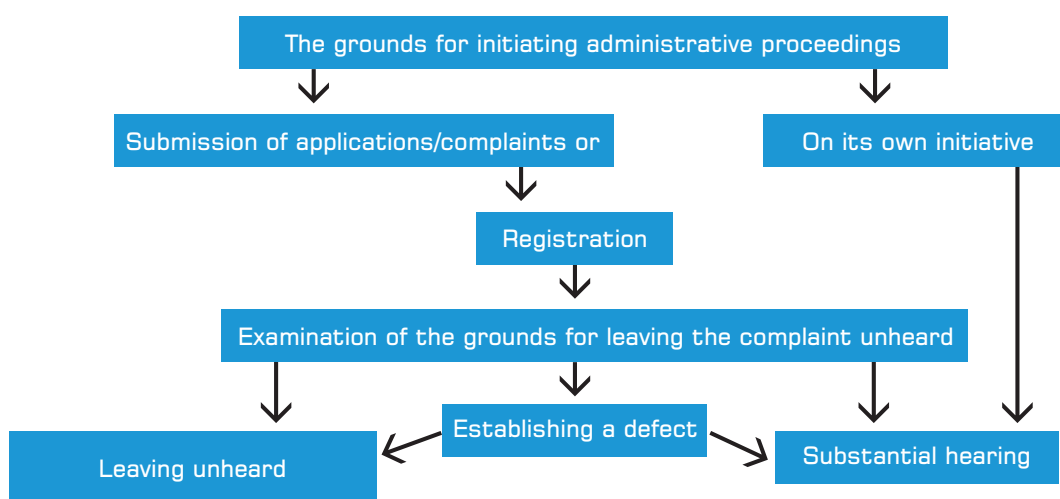 The grounds for initiating administrative proceedings
Submission of applications/complaints or
On its own initiative
Registration
Examination of the grounds for leaving the complaint unheard
Establishing a defect
Leaving unheard
Substantial hearing